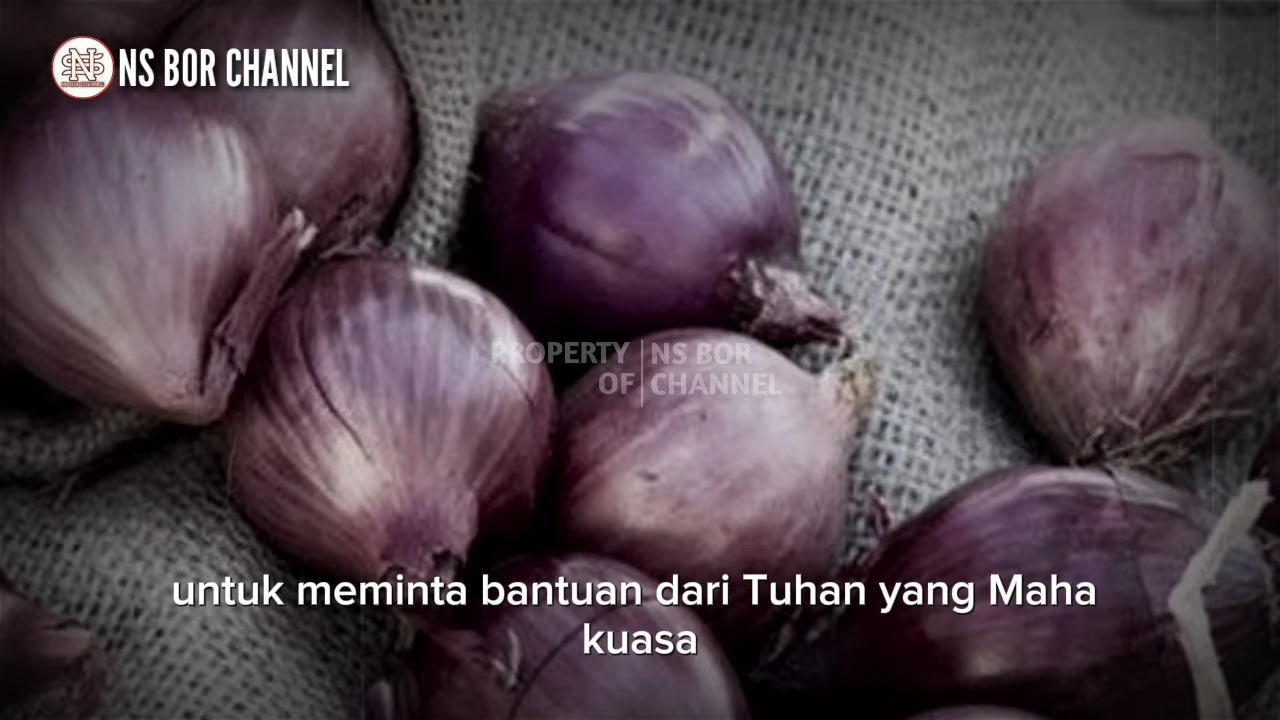 NS BOR CHANNEL
PROPERTY NS BOR
OF CHANNEL
untuk meminta bantuan dari Tuhan yang Maha
kuasa